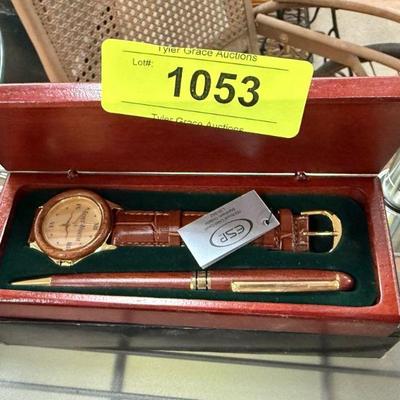 Tyler Grace Auctions
Lot#:
1053
Tyler Grace Auctions
ESP